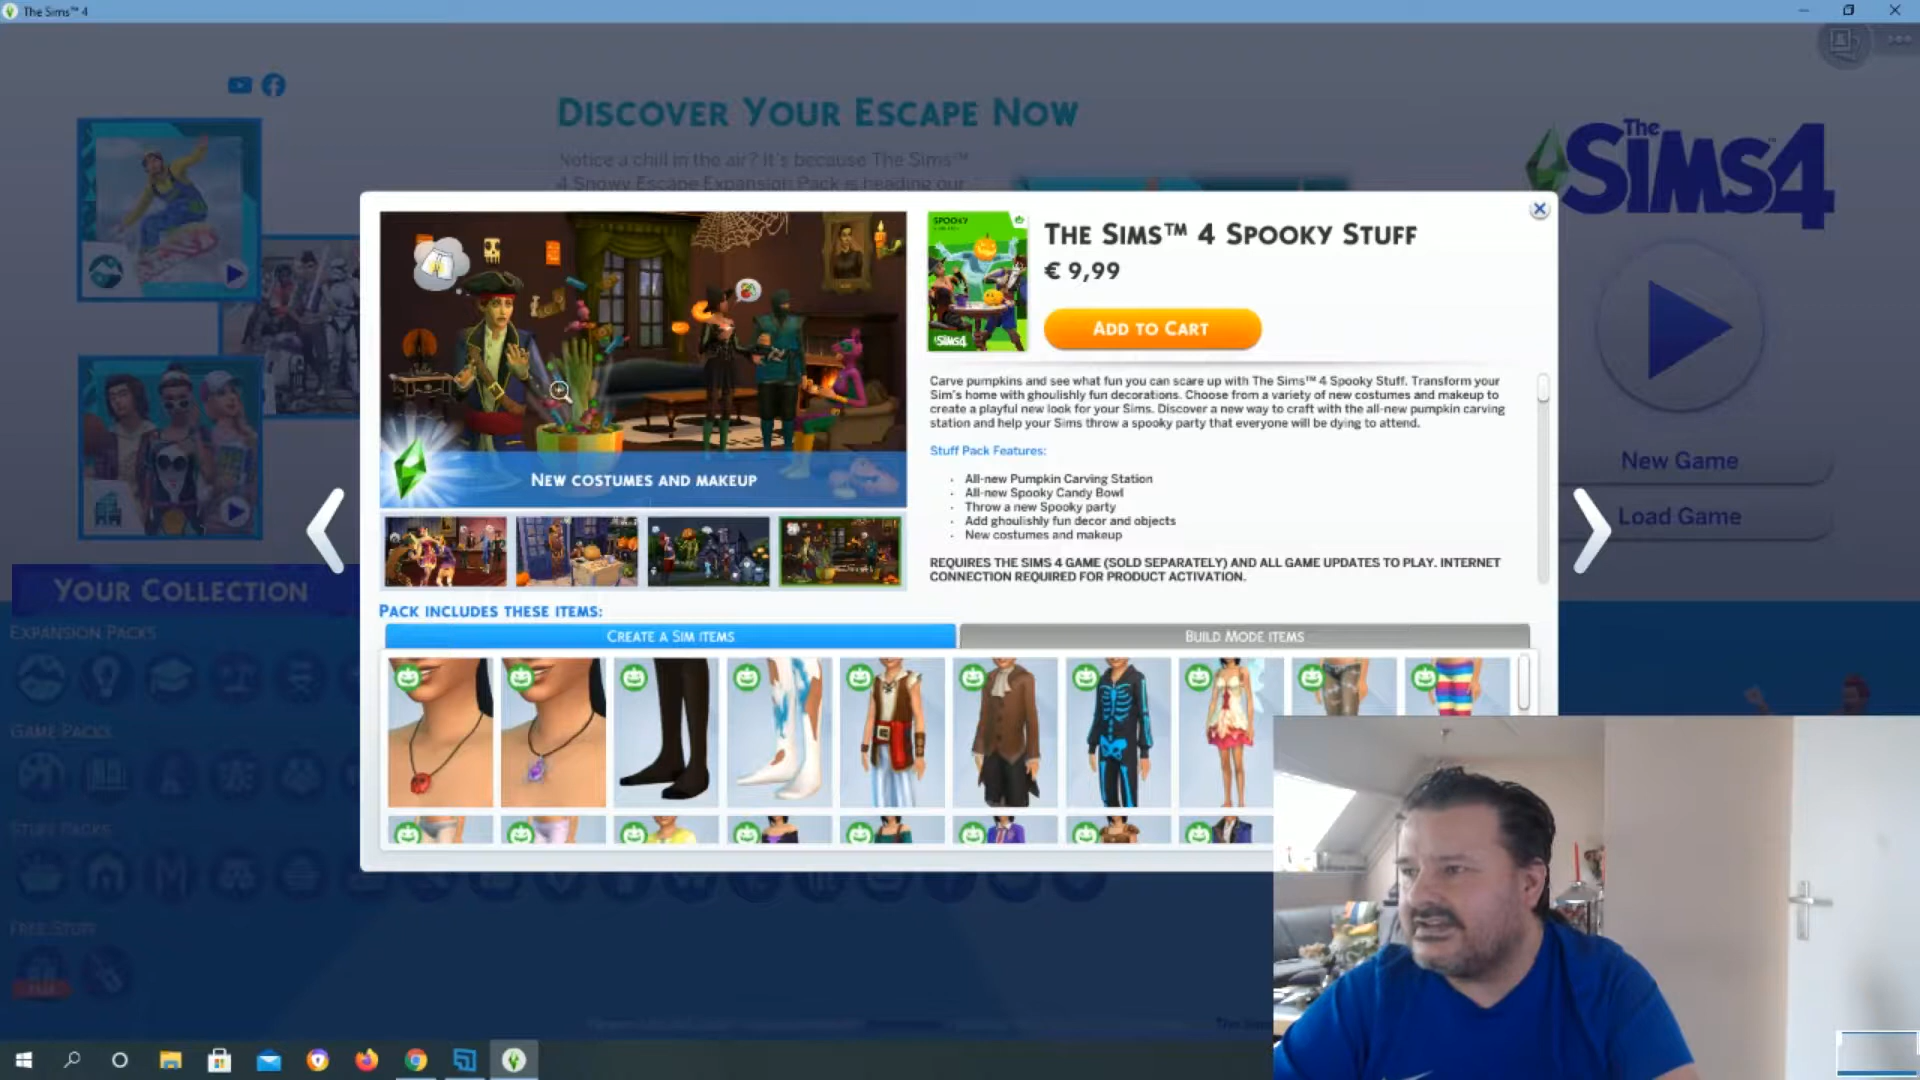 The Sims™ 4
DISCOVER YOUR ESCAPE NOW
Notice a chill in the air? It's because The Sims™
4 Snowy Escape Expansion Pack is heading our
The SIMS 4
THE SIMS™ 4 SPOOKY STUFF
€ 9,99
ADD TO CART
SPOOKY
SIMS 4
Carve pumpkins and see what fun you can scare up with The Sims™ 4 Spooky Stuff. Transform your
Sim's home with ghoulishly fun decorations. Choose from a variety of new costumes and makeup to
create a playful new look for your Sims. Discover a new way to craft with the all-new pumpkin carving
station and help your Sims throw a spooky party that everyone will be dying to attend.
Stuff Pack Features:
· All-new Pumpkin Carving Station
· All-new Spooky Candy Bowl
· Throw a new Spooky party
· Add ghoulishly fun decor and objects
· New costumes and makeup
REQUIRES THE SIMS 4 GAME (SOLD SEPARATELY) AND ALL GAME UPDATES TO PLAY. INTERNET
CONNECTION REQUIRED FOR PRODUCT ACTIVATION.
NEW COSTUMES AND MAKEUP
PACK INCLUDES THESE ITEMS:
CREATE A SIM ITEMS
BUILD MODE ITEMS
New Game
Load Game
YOUR COLLECTION
EXPANSION PACKS
GAME PACKS
STUFF PACKS
FREE STUFF